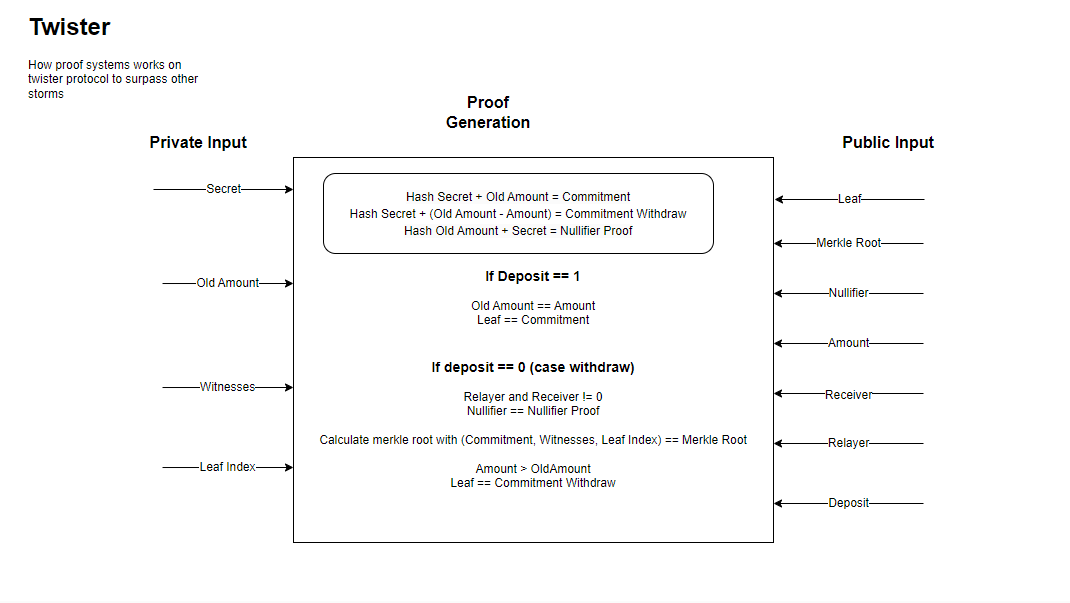 Twister
How proof systems works on
twister protocol to surpass other
storms
Proof
Generation
Private Input
Public Input
Secret
Old Amount
Witnesses
Leaf Index
Hash Secret + Old Amount = Commitment
Hash Secret + (Old Amount - Amount) = Commitment Withdraw
Hash Old Amount + Secret = Nullifier Proof
If Deposit == 1
Old Amount == Amount
Leaf == Commitment
If deposit == 0 (case withdraw)
Relayer and Receiver != 0
Nullifier == Nullifier Proof
Calculate merkle root with (Commitment, Witnesses, Leaf Index) == Merkle Root
Amount > OldAmount
Leaf == Commitment Withdraw
Leaf
Merkle Root
Nullifier
Amount
Receiver
Relayer
Deposit